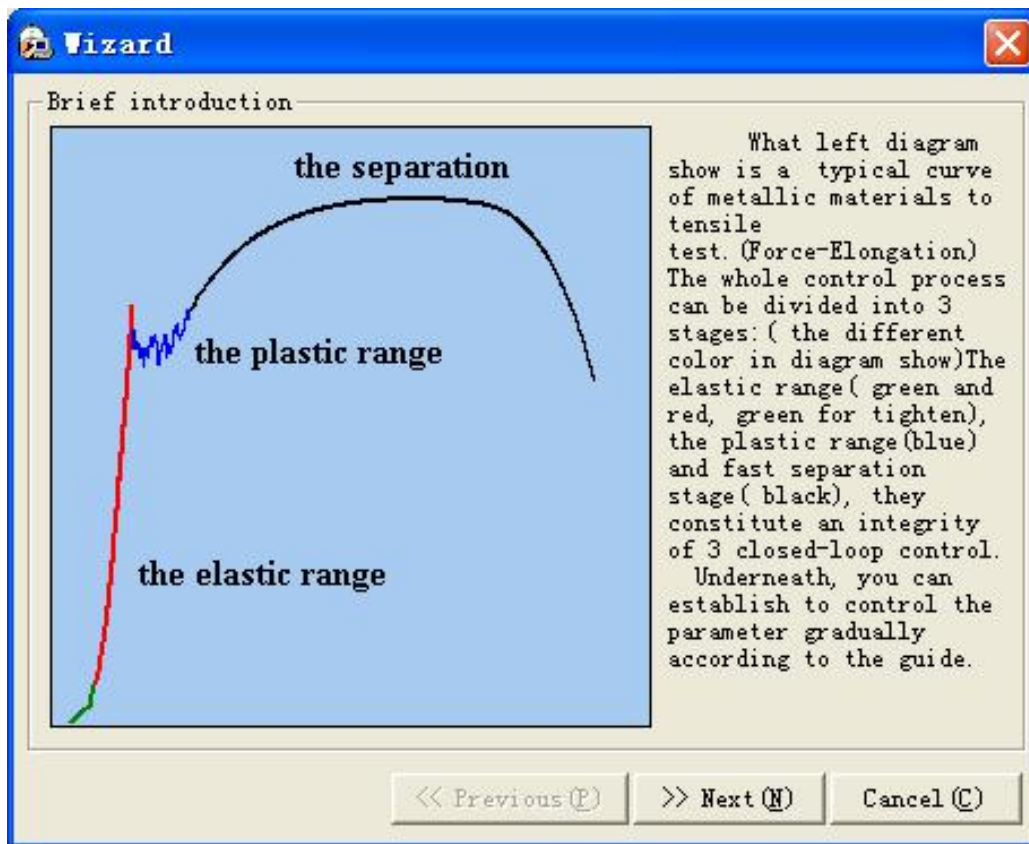 Wizard
Brief introduction
the separation
the plastic range
the elastic range
What left diagram
show is a typical curve
of metallic materials to
tensile
test.(Force-Elongation)
The whole control process
can be divided into 3
stages:( the different
color in diagram show)The
elastic range( green and
red, green for tighten),
the plastic range(blue)
and fast separation
stage( black), they
constitute an integrity
of 3 closed-loop control.
Underneath, you can
establish to control the
parameter gradually
according to the guide.
<< Previous(P)
>> Next(N)
Cancel(C)